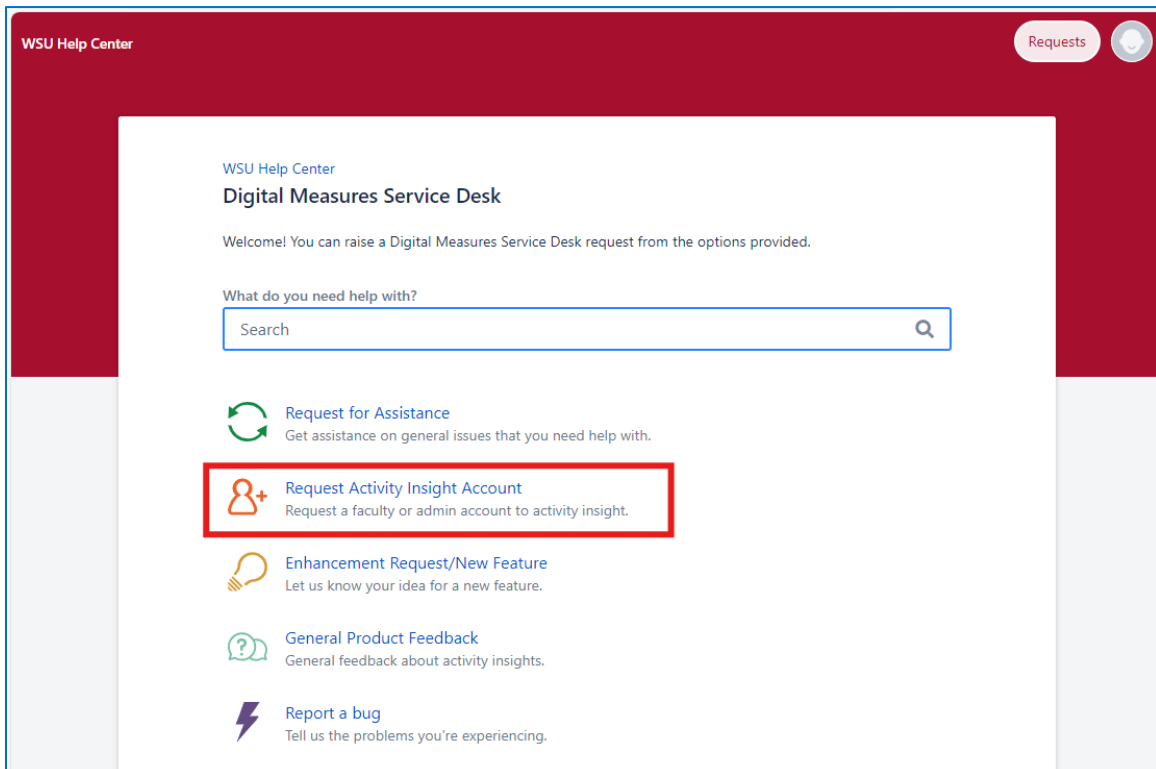 WSU Help Center
Requests
WSU Help Center
Digital Measures Service Desk
Welcome! You can raise a Digital Measures Service Desk request from the options provided.
What do you need help with?
Search
Request for Assistance
Get assistance on general issues that you need help with.
Request Activity Insight Account
Request a faculty or admin account to activity insight.
Enhancement Request/New Feature
Let us know your idea for a new feature.
General Product Feedback
General feedback about activity insights.
Report a bug
Tell us the problems you're experiencing.